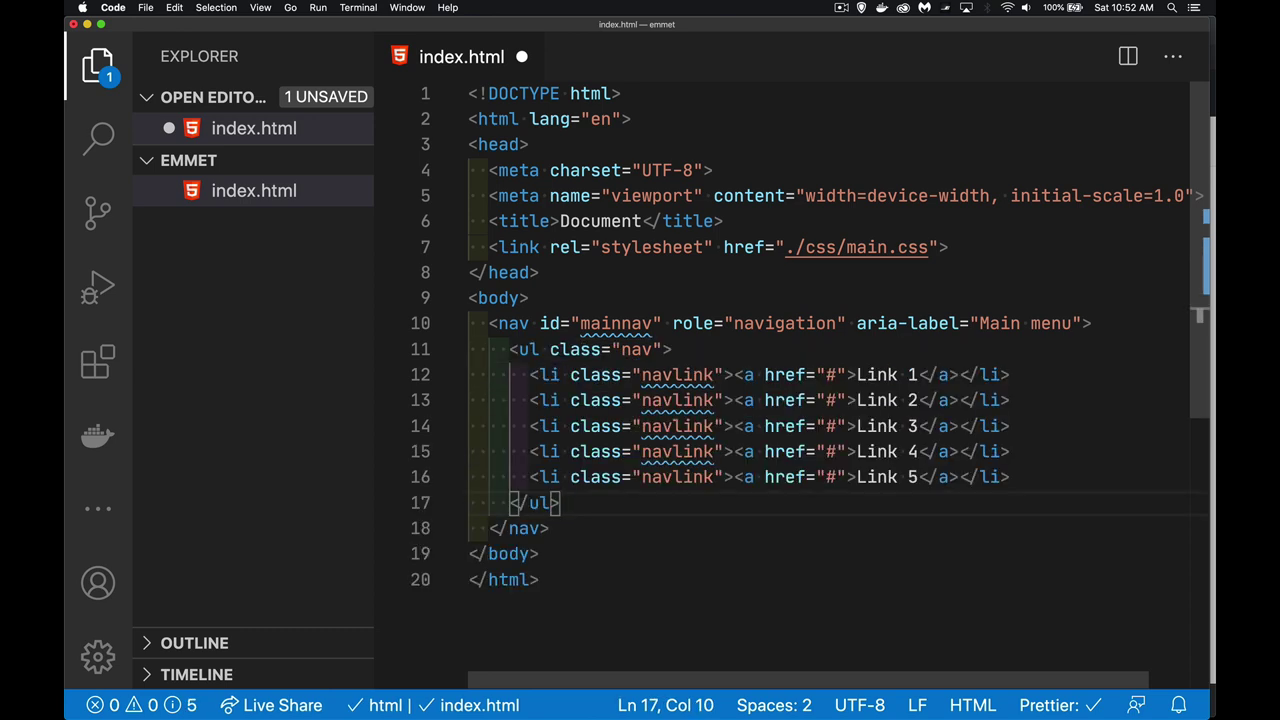 Code File Edit Selection View Go Run Terminal Window Help 100% Sat 10:52 AM
index.html — emmet
EXPLORER
index.html
1
OPEN EDITO... 1 UNSAVED
index.html
EMMET
index.html
1 <!DOCTYPE html>
2 <html lang="en">
3 <head>
4 <meta charset="UTF-8">
5 <meta name="viewport" content="width=device-width, initial-scale=1.0">
6 <title>Document</title>
7 <link rel="stylesheet" href="./css/main.css">
8 </head>
9 <body>
10 <nav id="mainnav" role="navigation" aria-label="Main menu">
11 <ul class="nav">
12 <li class="navlink"><a href="#">Link 1</a></li>
13 <li class="navlink"><a href="#">Link 2</a></li>
14 <li class="navlink"><a href="#">Link 3</a></li>
15 <li class="navlink"><a href="#">Link 4</a></li>
16 <li class="navlink"><a href="#">Link 5</a></li>
17 </ul>
18 </nav>
19 </body>
20 </html>
OUTLINE
TIMELINE
0 0 5 Live Share html | index.html Ln 17, Col 10 Spaces: 2 UTF-8 LF HTML Prettier: